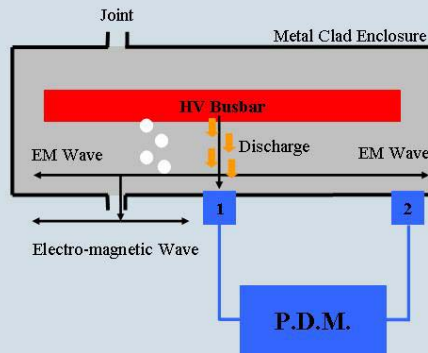 Joint
Metal Clad Enclosure
HV Busbar
Discharge
EM Wave
EM Wave
1
2
Electro-magnetic Wave
P.D.M.